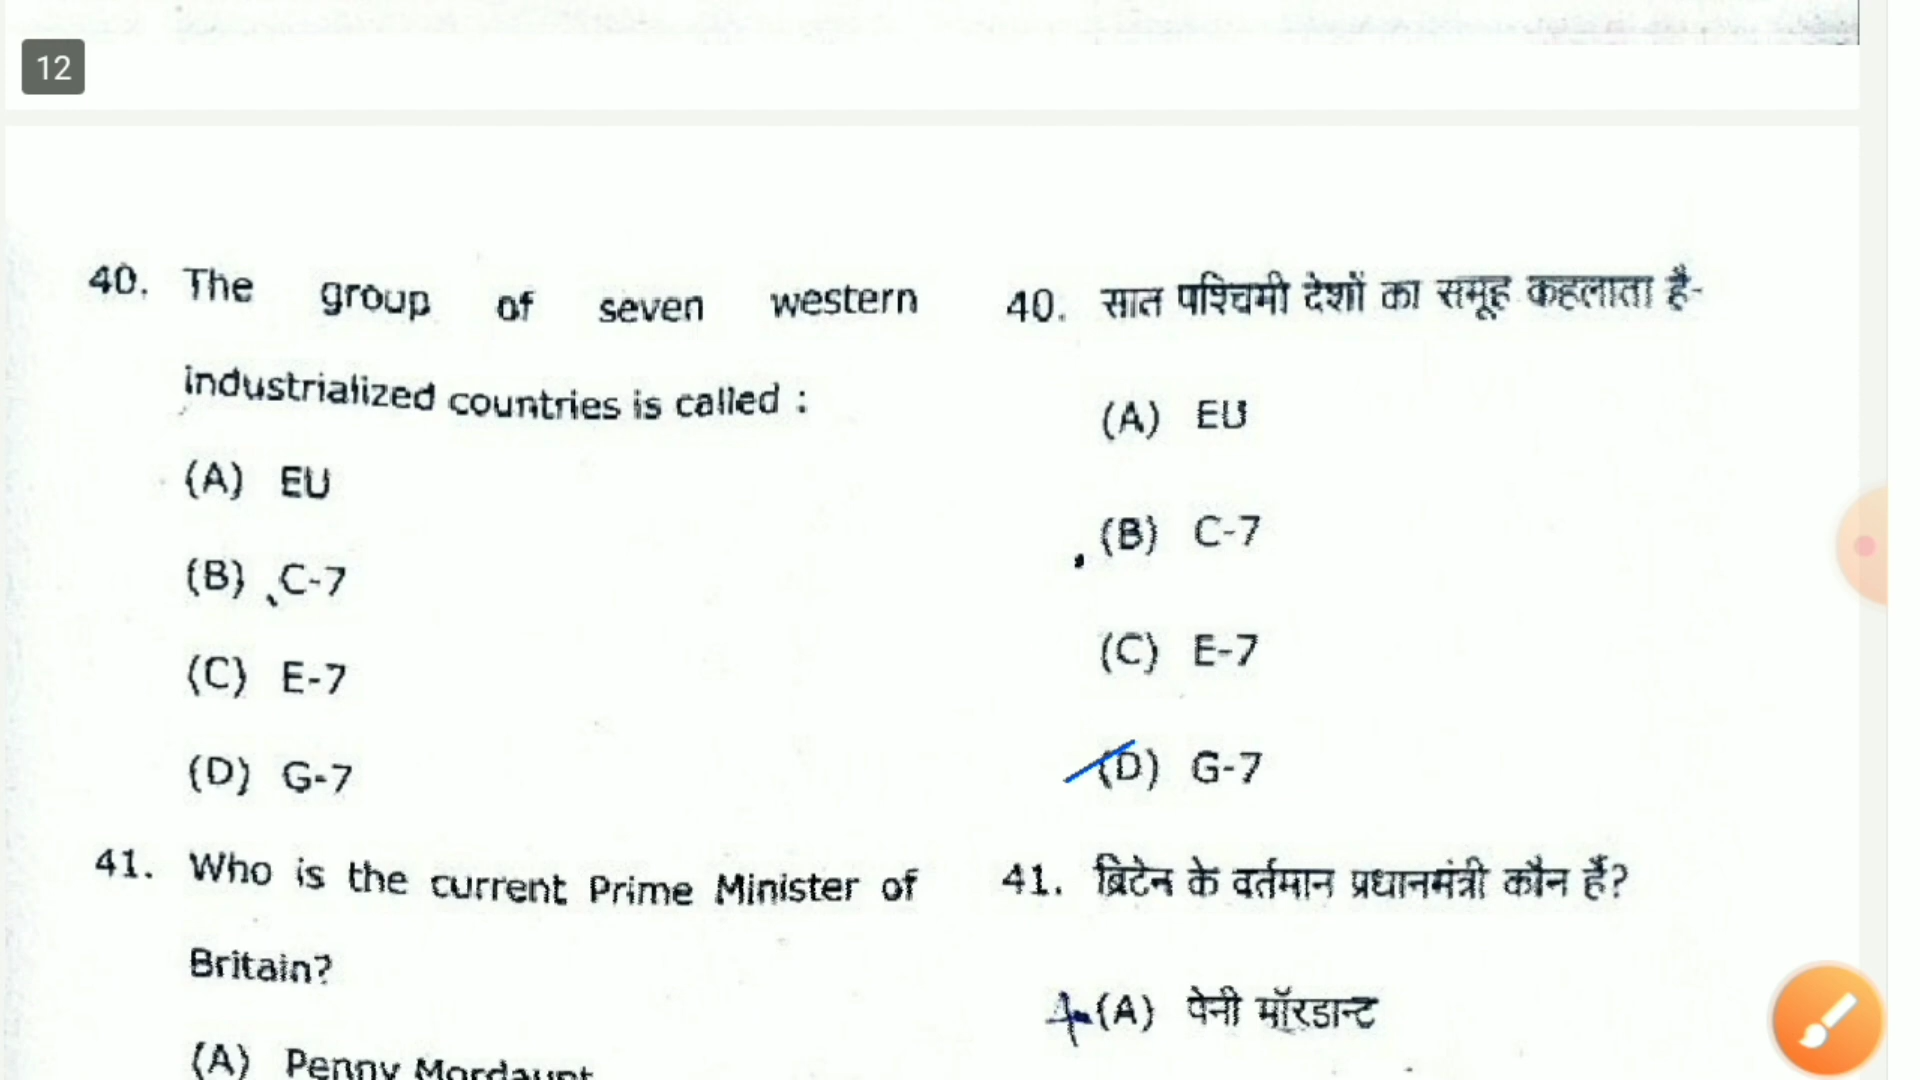 12
40. The group of seven western
industrialized countries is called :
(A) EU
(B) C-7
(C) E-7
(D) G-7
41. Who is the current Prime Minister of
Britain?
(A) Penny Mordaunt
40. सात पश्चिमी देशों का समूह कहलाता है-
(A) EU
(B) C-7
(C) E-7
(D) G-7
41. ब्रिटेन के वर्तमान प्रधानमंत्री कौन हैं?
(A) पेनी मॉरडान्ट